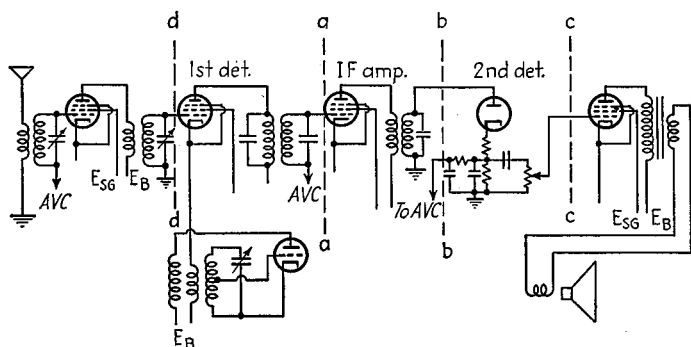 d
a
b
c
1st det.
IF amp.
2nd det.
AVC
E_SG
E_B
AVC
To AVC
E_SG
E_B
d
a
b
c
E_B